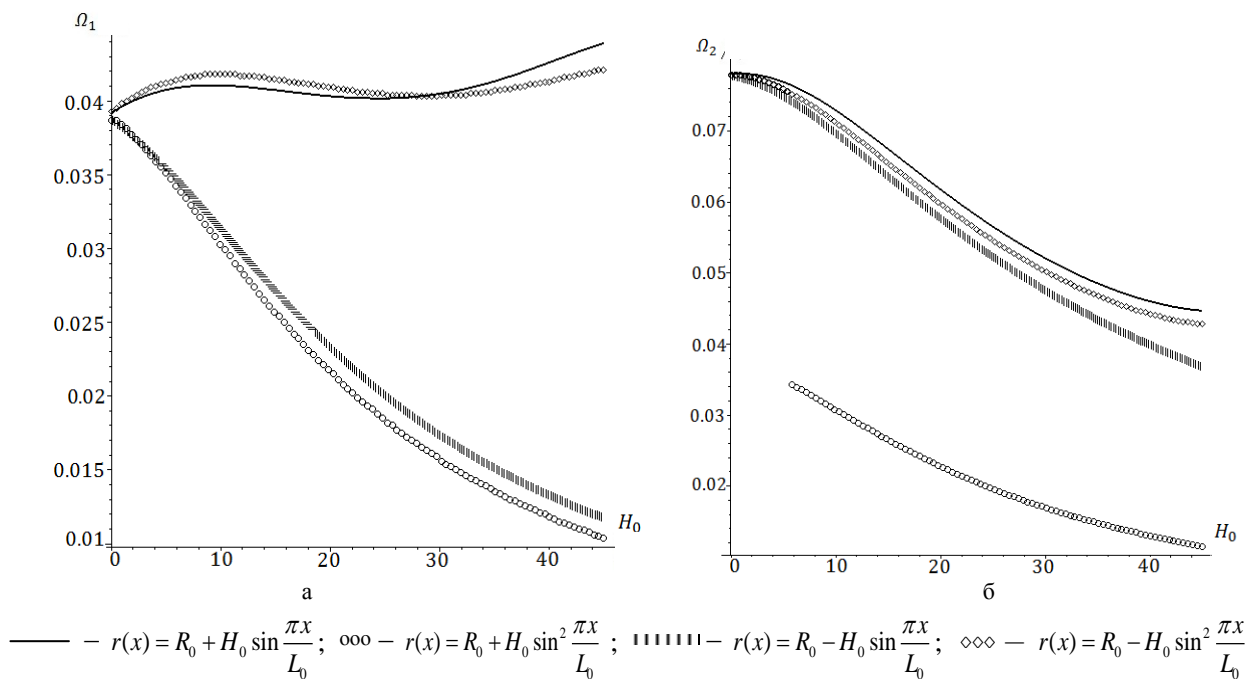 Ω₁
0.04
0.035
0.03
0.025
0.02
0.015
0.01
0 10 20 30 40
H₀
а
Ω₂
0.07
0.06
0.05
0.04
0.03
0.02
0 10 20 30 40
H₀
б
— r(x) = R₀ + H₀ sin πx/L₀ ; ooo – r(x) = R₀ + H₀ sin² πx/L₀ ; – r(x) = R₀ − H₀ sin πx/L₀ ; ◇◇◇ — r(x) = R₀ − H₀ sin² πx/L₀